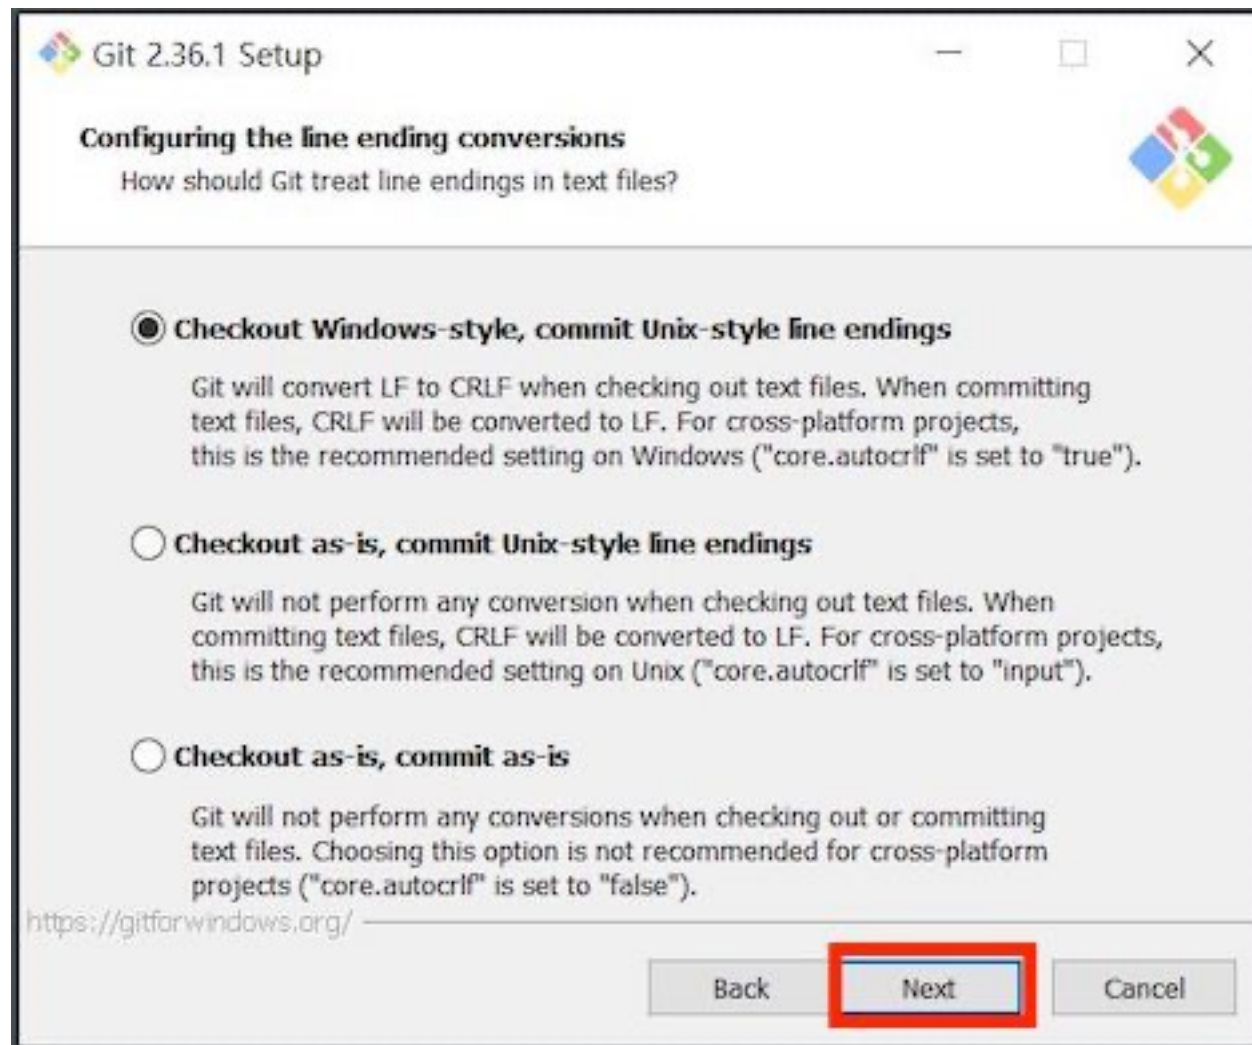 Git 2.36.1 Setup
Configuring the line ending conversions
How should Git treat line endings in text files?
Checkout Windows-style, commit Unix-style line endings
Git will convert LF to CRLF when checking out text files. When committing
text files, CRLF will be converted to LF. For cross-platform projects,
this is the recommended setting on Windows ("core.autocrlf" is set to "true").
Checkout as-is, commit Unix-style line endings
Git will not perform any conversion when checking out text files. When
committing text files, CRLF will be converted to LF. For cross-platform projects,
this is the recommended setting on Unix ("core.autocrlf" is set to "input").
Checkout as-is, commit as-is
Git will not perform any conversions when checking out or committing
text files. Choosing this option is not recommended for cross-platform
projects ("core.autocrlf" is set to "false").
https://gitforwindows.org/
Back Next Cancel